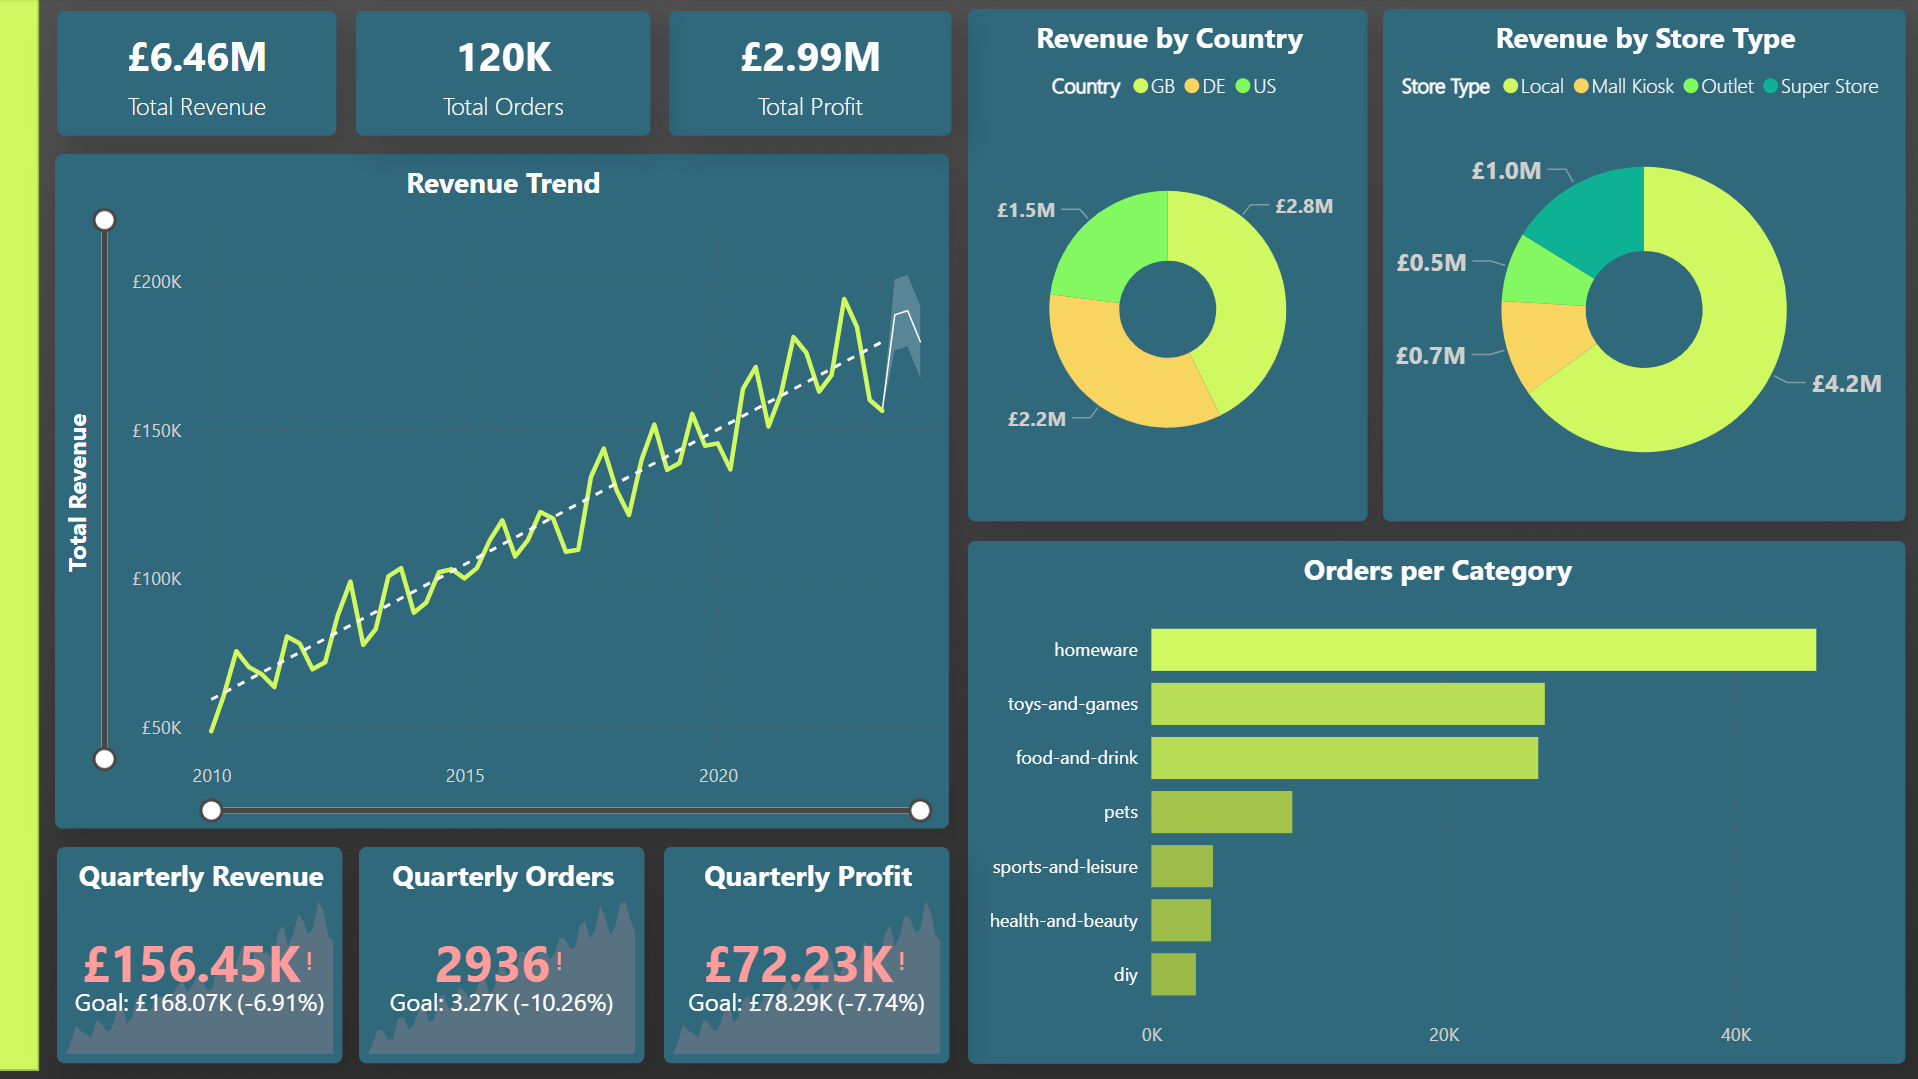 £6.46M
Total Revenue
120K
Total Orders
£2.99M
Total Profit
Revenue Trend
Total Revenue
£200K
£150K
£100K
£50K
2010
2015
2020
Quarterly Revenue
£156.45K!
Goal: £168.07K (-6.91%)
Quarterly Orders
2936!
Goal: 3.27K (-10.26%)
Quarterly Profit
£72.23K!
Goal: £78.29K (-7.74%)
Revenue by Country
Country GB DE US
£1.5M
£2.8M
£2.2M
Revenue by Store Type
Store Type Local Mall Kiosk Outlet Super Store
£1.0M
£0.5M
£0.7M
£4.2M
Orders per Category
homeware
toys-and-games
food-and-drink
pets
sports-and-leisure
health-and-beauty
diy
0K
20K
40K